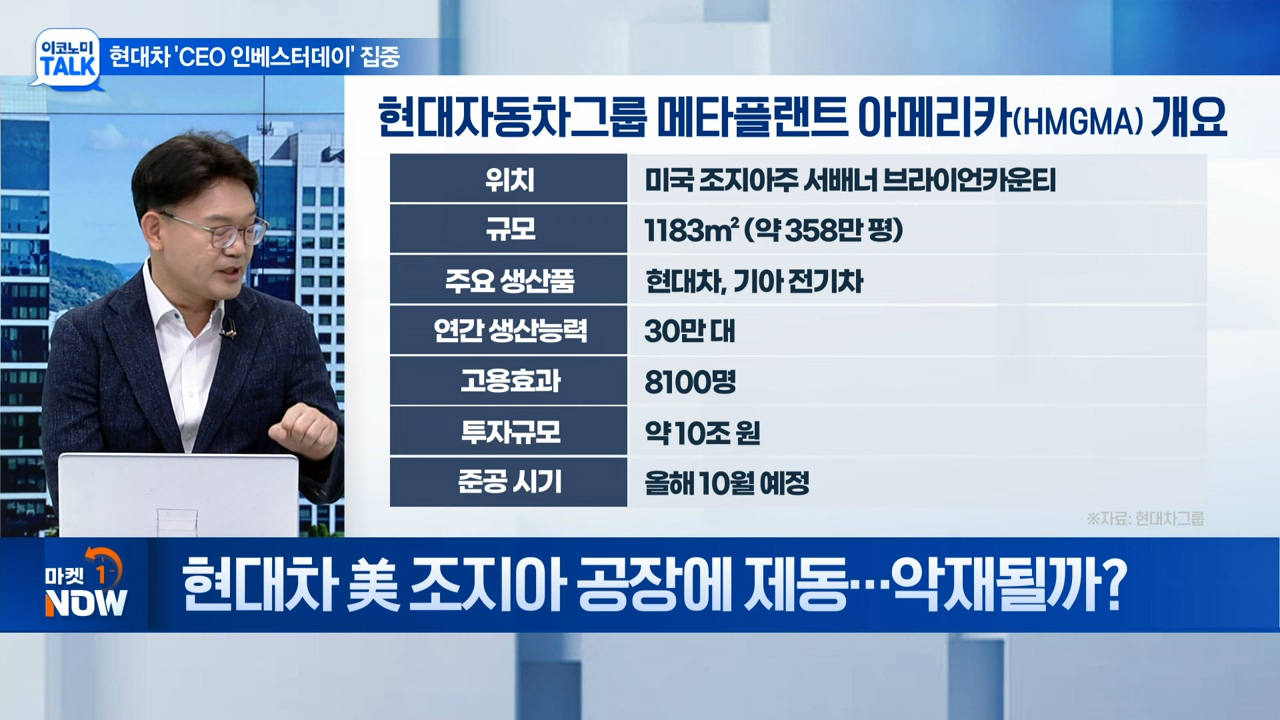 이코노미
TALK
현대차 'CEO 인베스터데이' 집중
현대자동차그룹 메타플랜트 아메리카(HMGMA) 개요
위치 미국 조지아주 서배너 브라이언카운티
규모 1183㎡ (약 358만 평)
주요 생산품 현대차, 기아 전기차
연간 생산능력 30만 대
고용효과 8100명
투자규모 약 10조 원
준공 시기 올해 10월 예정
※자료: 현대차그룹
마켓 1
NOW
현대차 美 조지아 공장에 제동…악재될까?